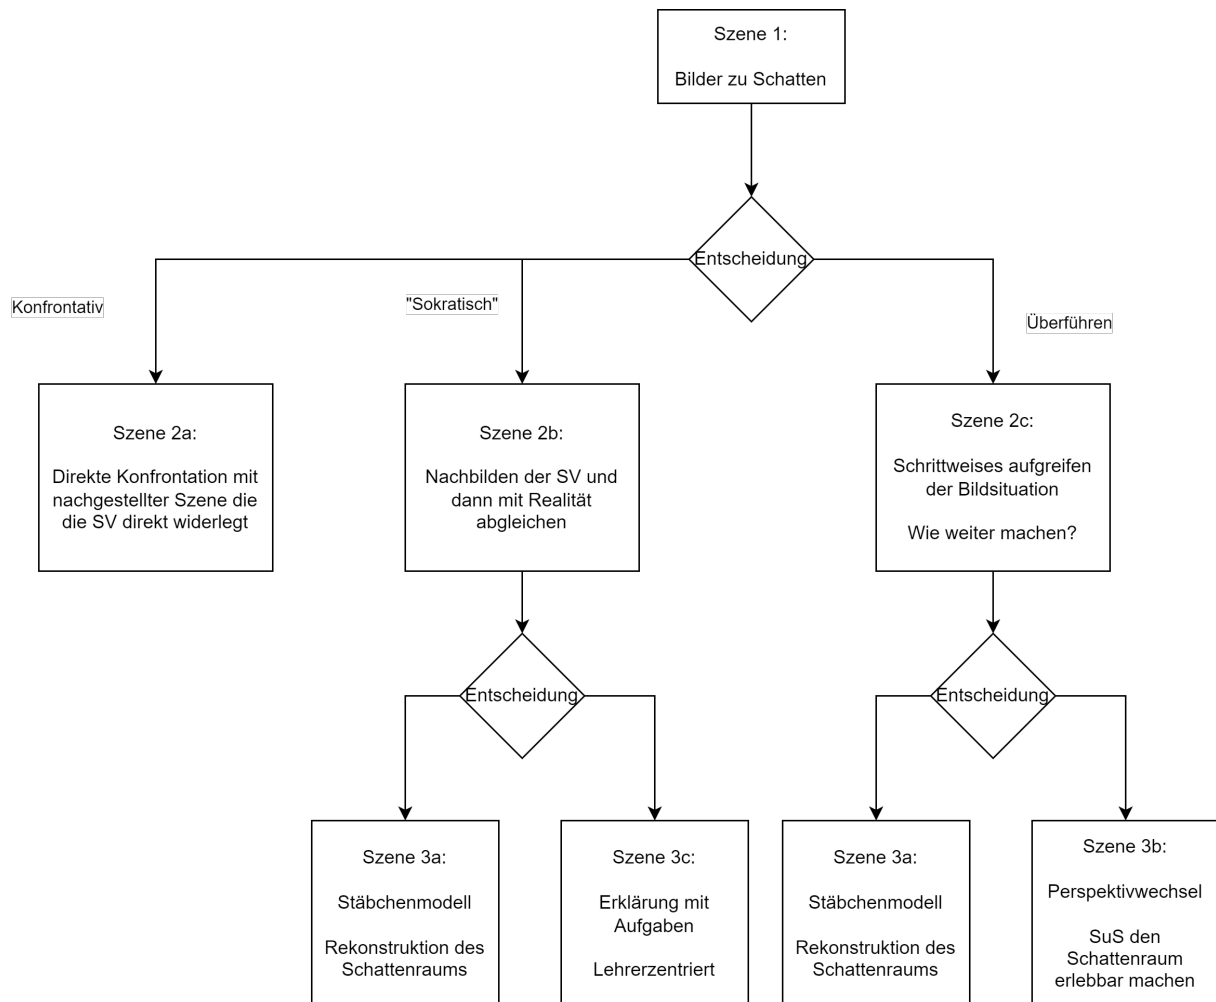 Szene 1:
Bilder zu Schatten
Entscheidung
Konfrontativ
"Sokratisch"
Überführen
Szene 2a:
Direkte Konfrontation mit
nachgestellter Szene die
die SV direkt widerlegt
Szene 2b:
Nachbilden der SV und
dann mit Realität
abgleichen
Szene 2c:
Schrittweises aufgreifen
der Bildsituation
Wie weiter machen?
Entscheidung
Entscheidung
Szene 3a:
Stäbchenmodell
Rekonstruktion des
Schattenraums
Szene 3c:
Erklärung mit
Aufgaben
Lehrerzentriert
Szene 3a:
Stäbchenmodell
Rekonstruktion des
Schattenraums
Szene 3b:
Perspektivwechsel
SuS den
Schattenraum
erlebbar machen